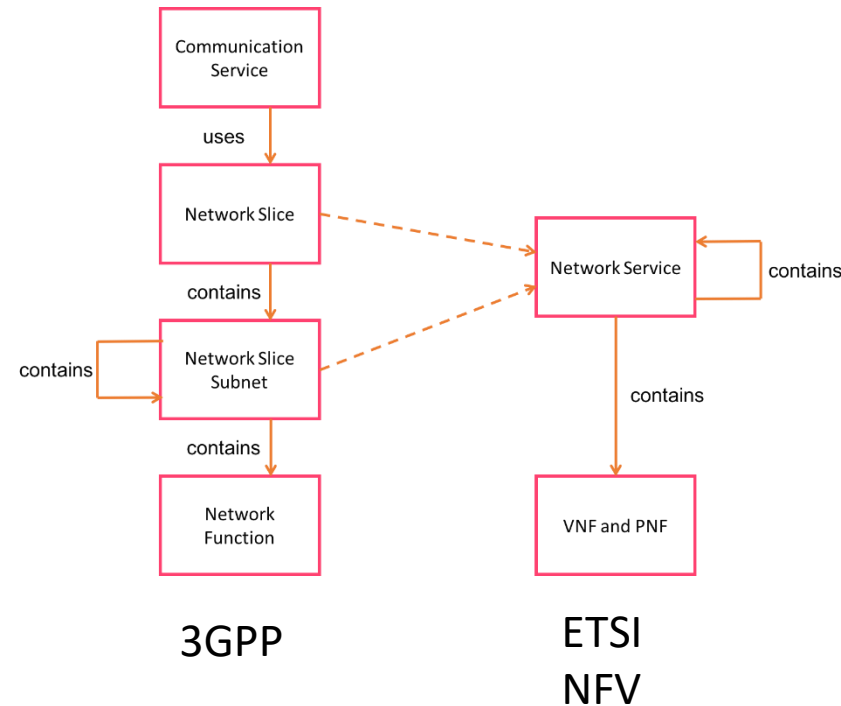 Communication
Service
uses
Network Slice
contains
Network Slice
Subnet
contains
contains
Network
Function
3GPP
Network Service
contains
contains
VNF and PNF
ETSI
NFV